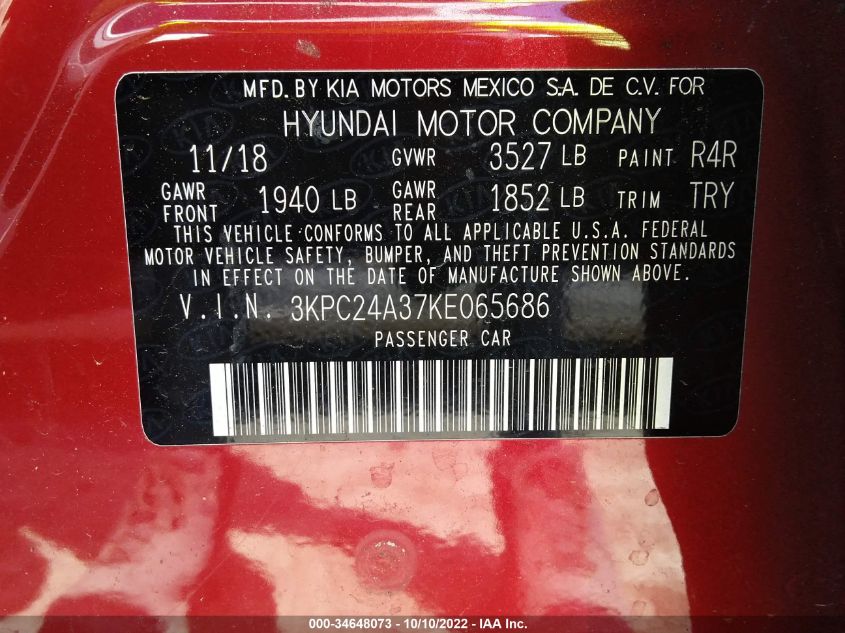 MFD. BY KIA MOTORS MEXICO S.A. DE C.V. FOR
HYUNDAI MOTOR COMPANY
11/18 GVWR 3527 LB PAINT R4R
GAWR FRONT 1940 LB GAWR REAR 1852 LB TRIM TRY
THIS VEHICLE CONFORMS TO ALL APPLICABLE U.S.A. FEDERAL
MOTOR VEHICLE SAFETY, BUMPER, AND THEFT PREVENTION STANDARDS
IN EFFECT ON THE DATE OF MANUFACTURE SHOWN ABOVE.
V.I.N. 3KPC24A37KE065686
PASSENGER CAR
000-34648073 - 10/10/2022 - IAA Inc.